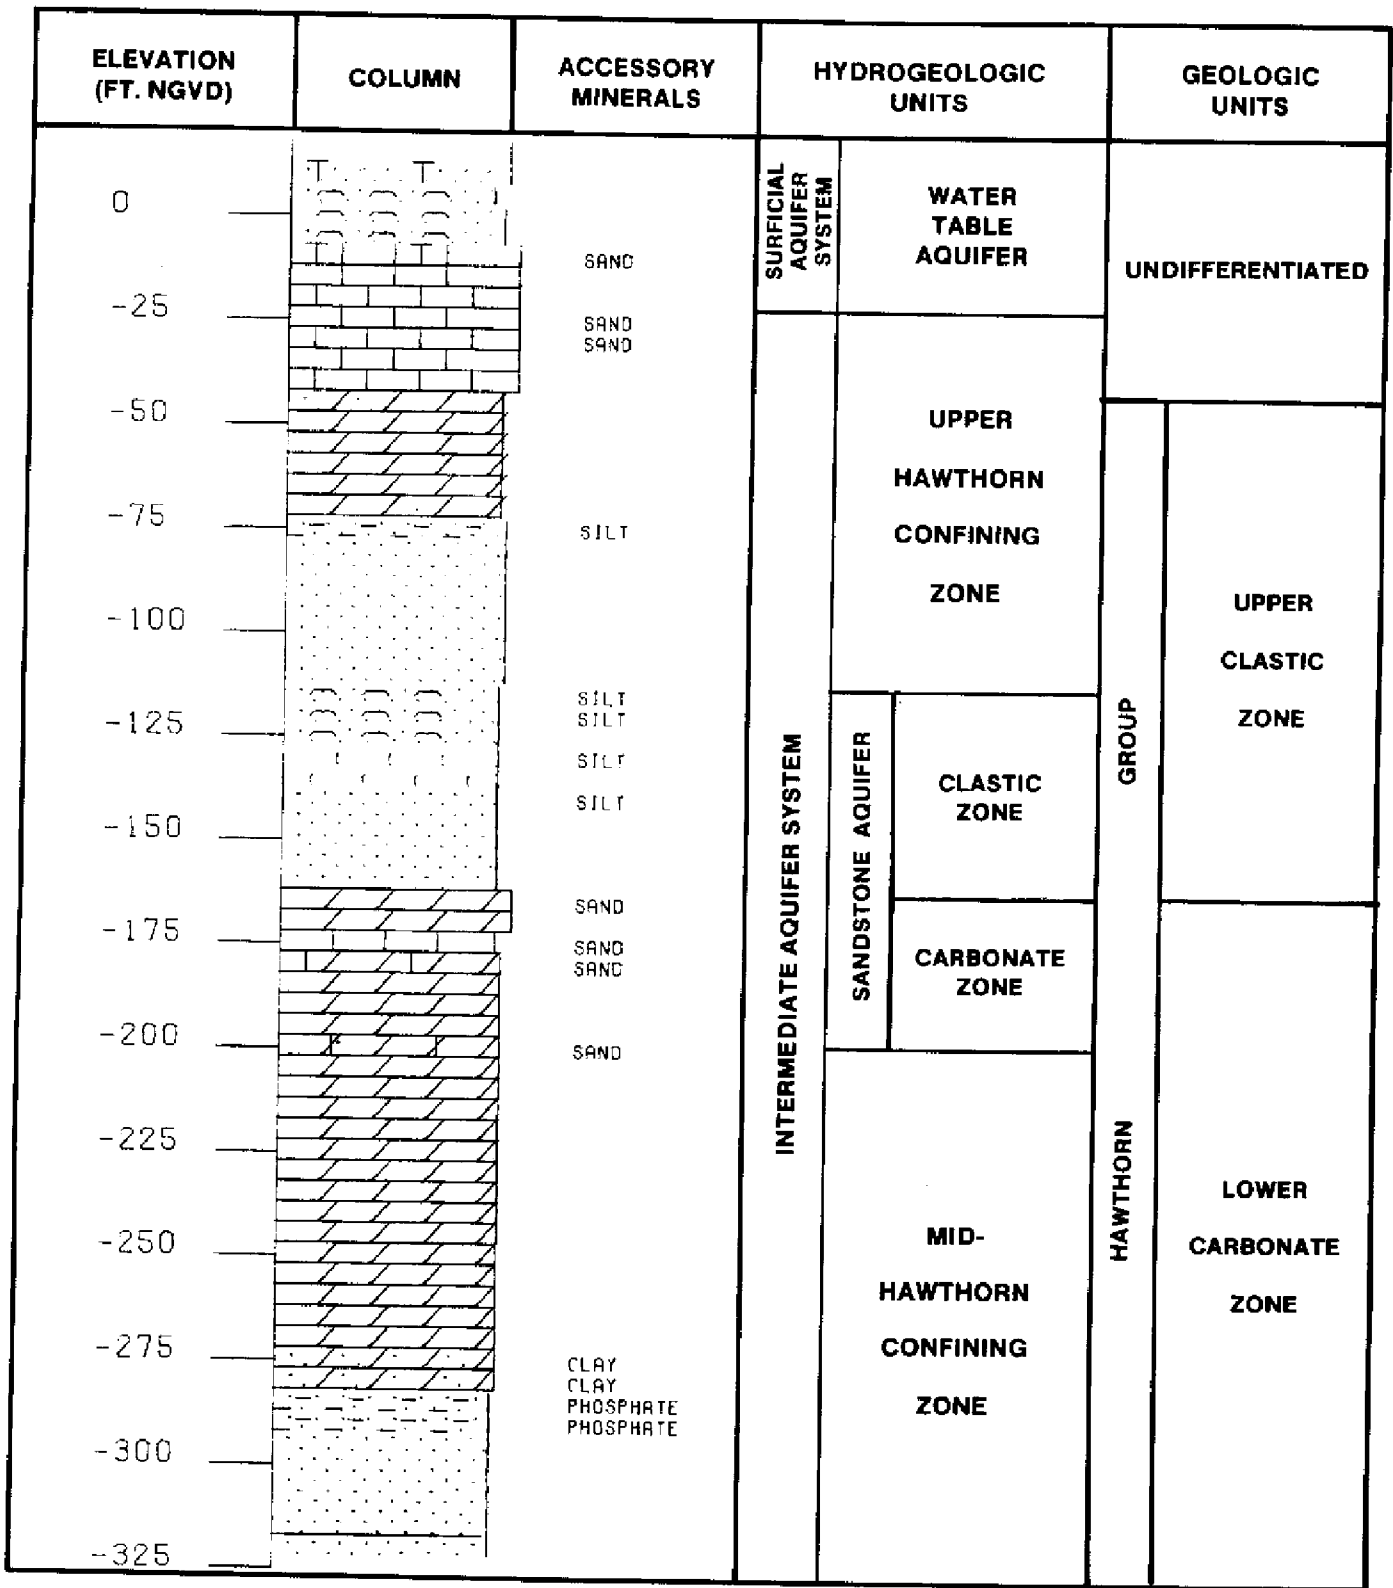 ELEVATION
(FT. NGVD)
COLUMN
ACCESSORY
MINERALS
HYDROGEOLOGIC
UNITS
GEOLOGIC
UNITS
0
-25
-50
-75
-100
-125
-150
-175
-200
-225
-250
-275
-300
-325
SAND
SAND
SAND
SILT
SILT
SILT
SILT
SILT
SAND
SAND
SAND
SAND
CLAY
CLAY
PHOSPHATE
PHOSPHATE
SURFICIAL
AQUIFER
SYSTEM
WATER
TABLE
AQUIFER
INTERMEDIATE AQUIFER SYSTEM
UPPER
HAWTHORN
CONFINING
ZONE
SANDSTONE AQUIFER
CLASTIC
ZONE
CARBONATE
ZONE
MID-
HAWTHORN
CONFINING
ZONE
UNDIFFERENTIATED
HAWTHORN GROUP
UPPER
CLASTIC
ZONE
LOWER
CARBONATE
ZONE